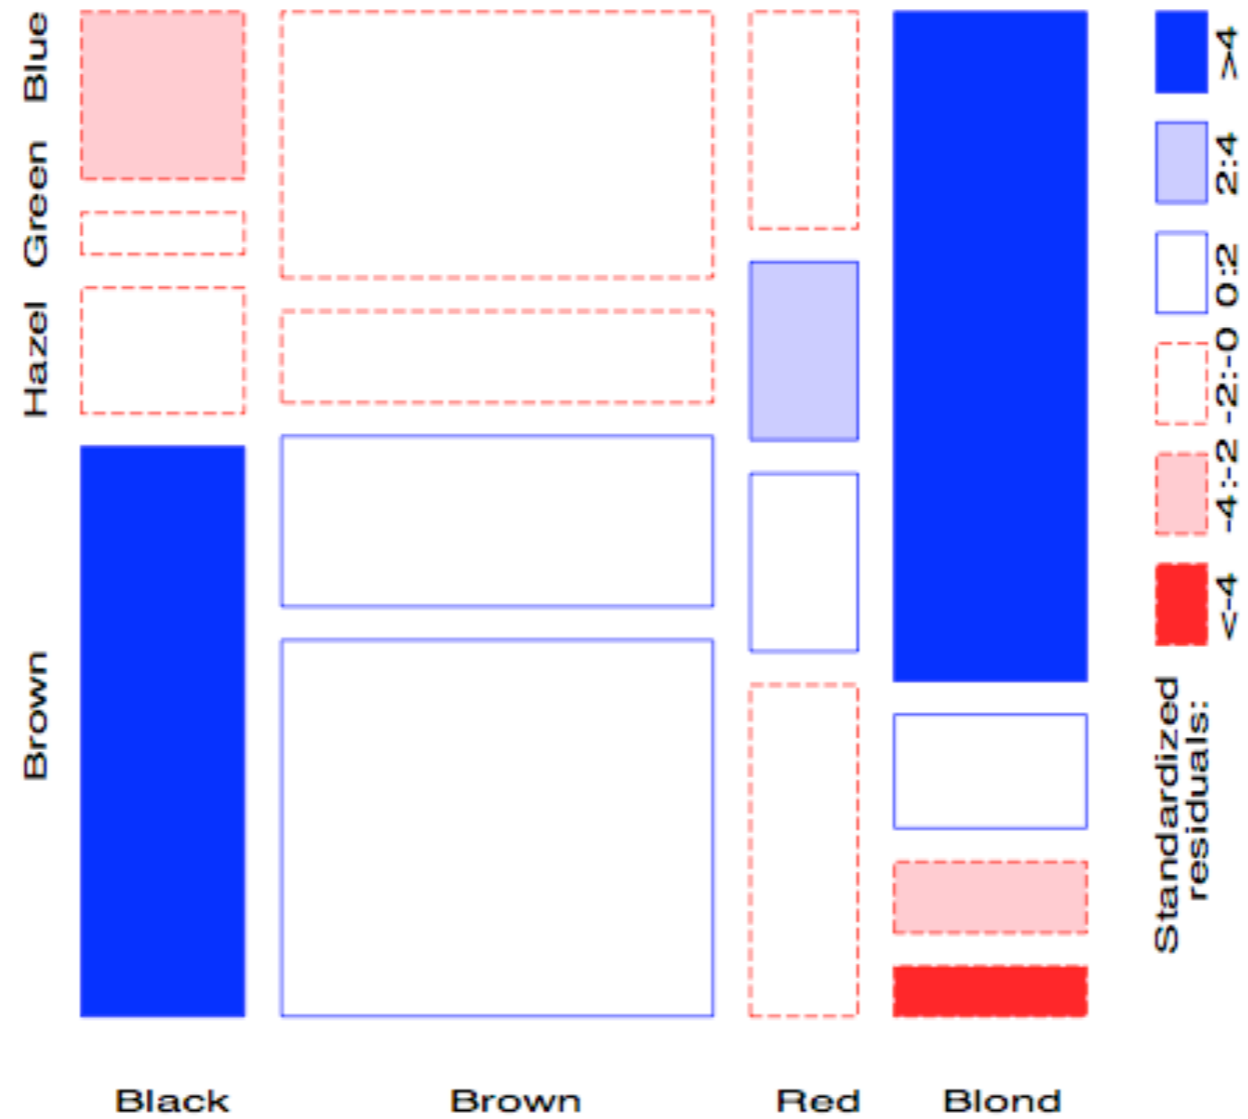 Blue
Green
Hazel
Brown
Black
Brown
Red
Blond
>4
2:4
0:2
-2:-0
-4:-2
<-4
Standardized
residuals: